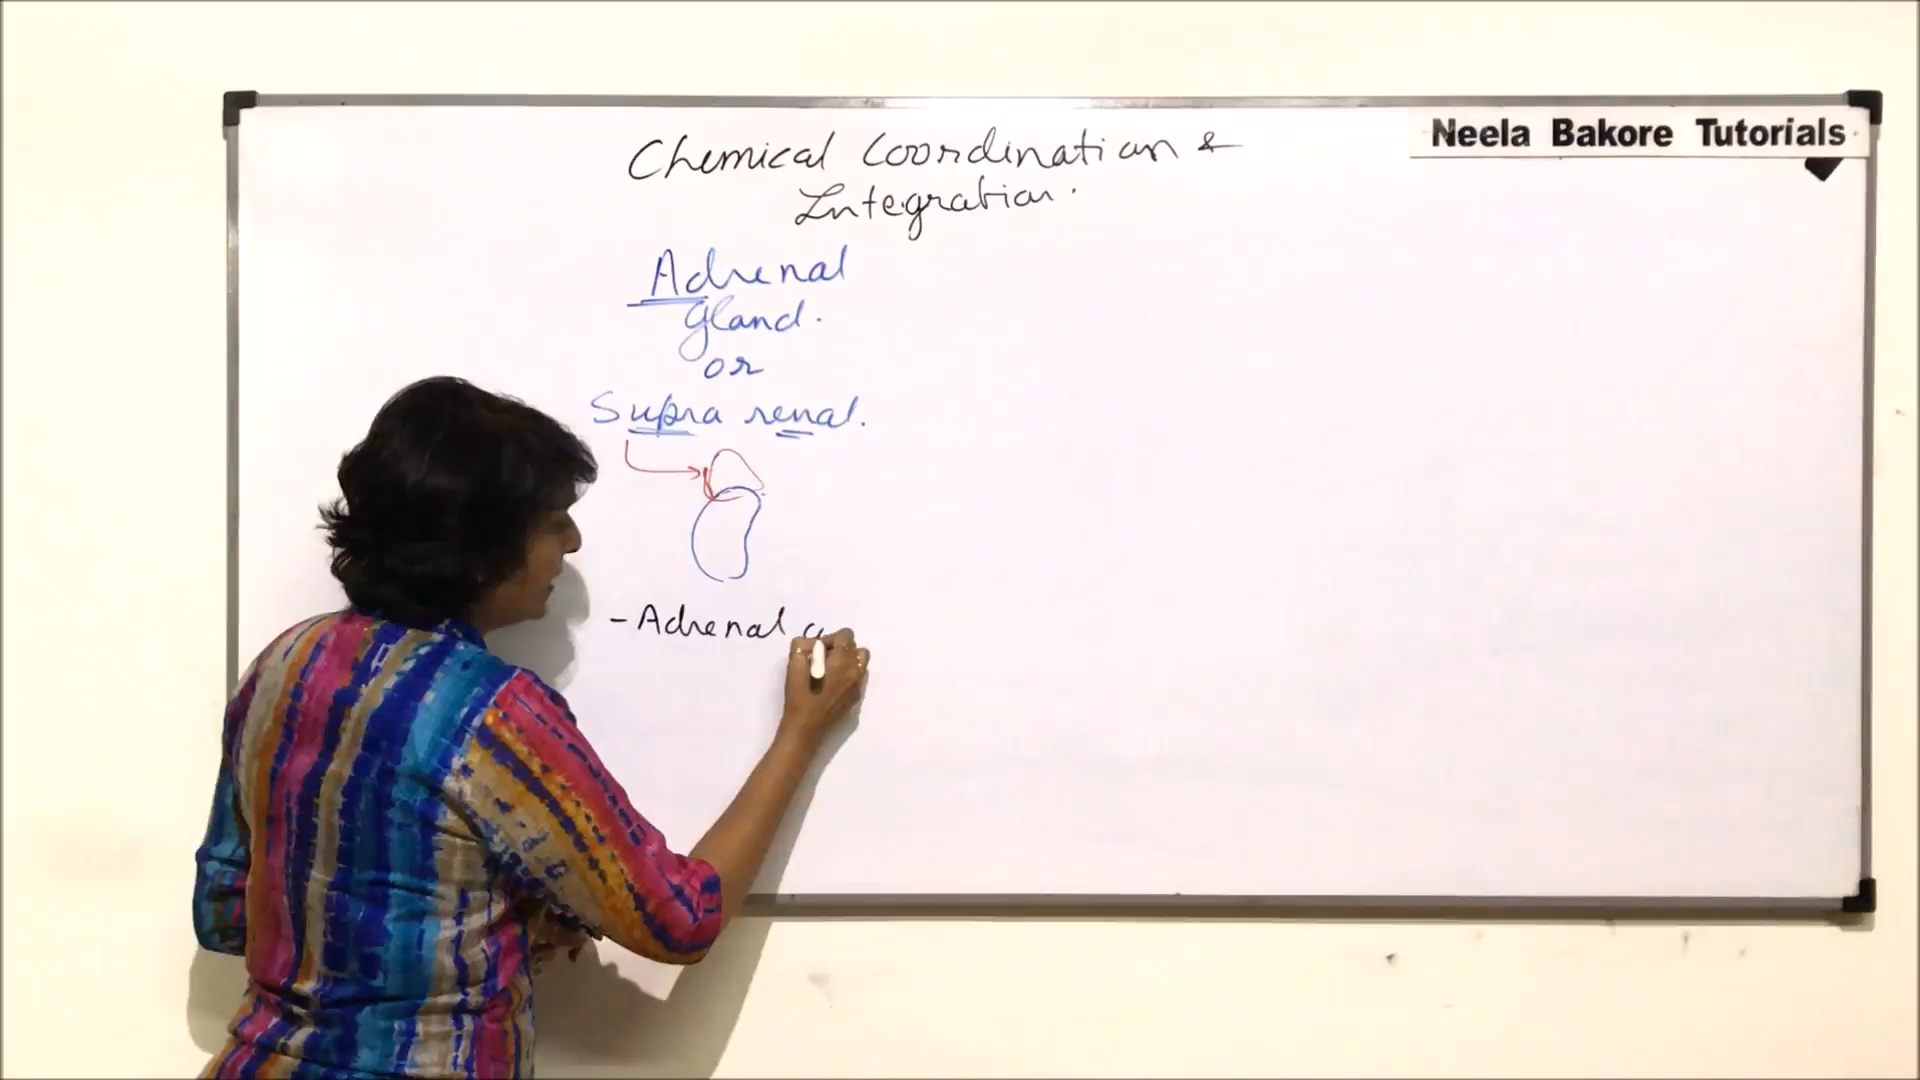 Neela Bakore Tutorials
Chemical Coordination &
Integration.
Adrenal
gland.
or
Supra renal.
- Adrenal